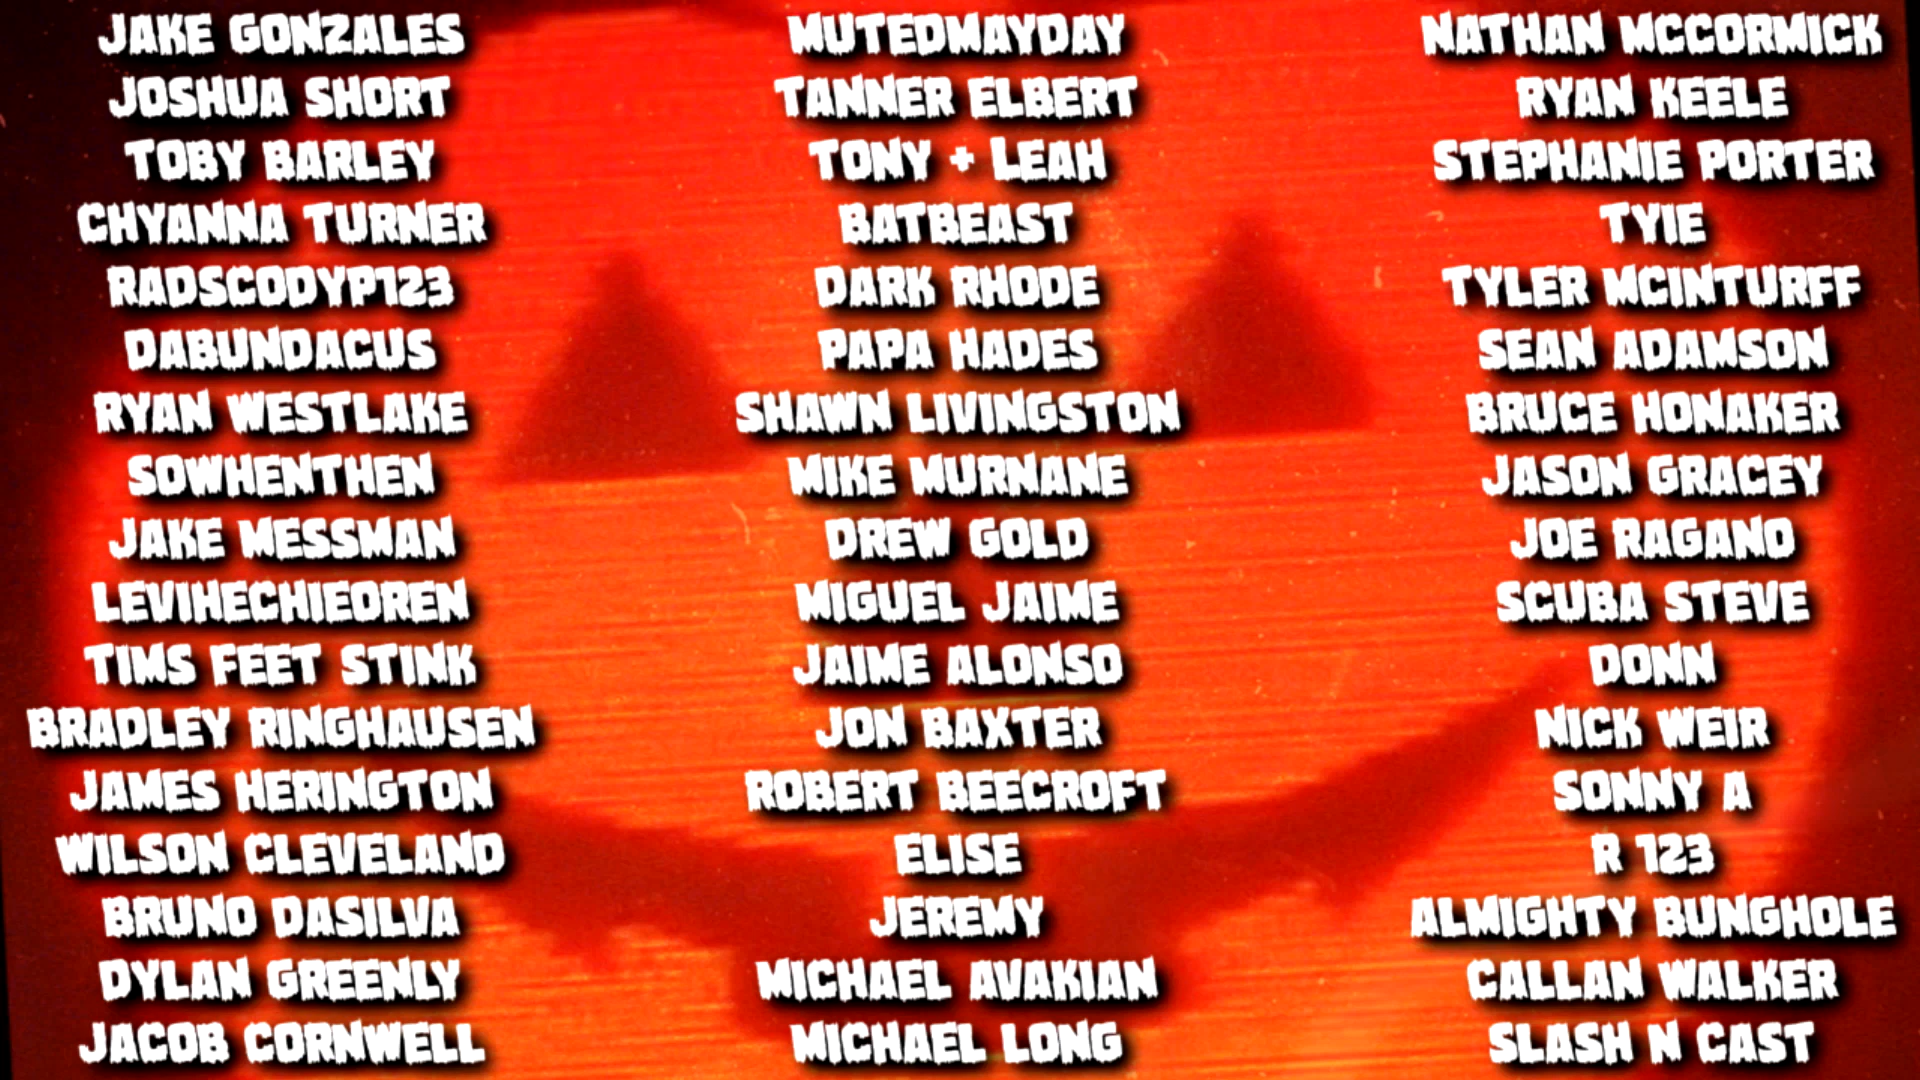 JAKE GONZALES
JOSHUA SHORT
TOBY BARLEY
CHYANNA TURNER
RADSCODYP123
DABUNDACUS
RYAN WESTLAKE
SOWHENTHEN
JAKE MESSMAN
LEVIHECHIEDREN
TIMS FEET STINK
BRADLEY RINGHAUSEN
JAMES HERINGTON
WILSON CLEVELAND
BRUNO DASILVA
DYLAN GREENLY
JACOB CORNWELL
MUTEDMAYDAY
TANNER ELBERT
TONY + LEAH
BATBEAST
DARK RHODE
PAPA HADES
SHAWN LIVINGSTON
MIKE MURNANE
DREW GOLD
MIGUEL JAIME
JAIME ALONSO
JON BAXTER
ROBERT BEECROFT
ELISE
JEREMY
MICHAEL AVAKIAN
MICHAEL LONG
NATHAN MCCORMICK
RYAN KEELE
STEPHANIE PORTER
TYIE
TYLER MCINTURFF
SEAN ADAMSON
BRUCE HONAKER
JASON GRACEY
JOE RAGANO
SCUBA STEVE
DONN
NICK WEIR
SONNY A
R 123
ALMIGHTY BUNGHOLE
CALLAN WALKER
SLASH N CAST